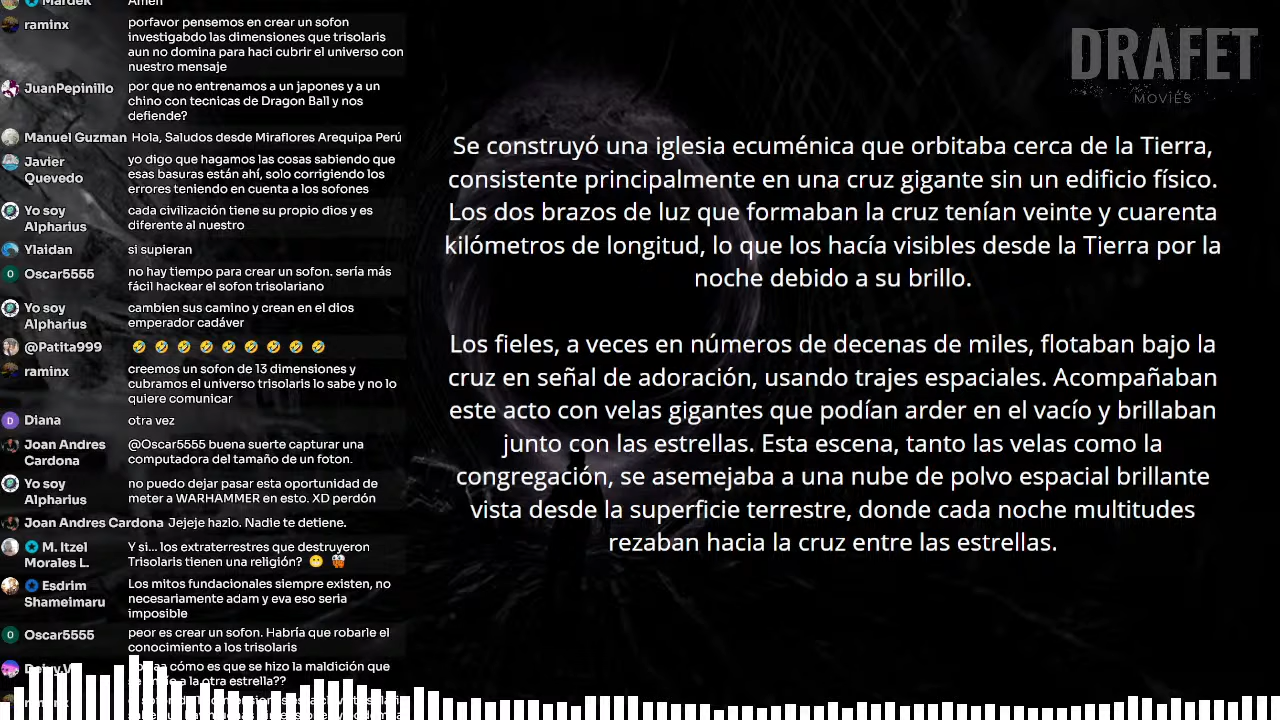 Mardek
Amén
raminx
porfavor pensemos en crear un sofon
investigabdo las dimensiones que trisolaris
aun no domina para haci cubrir el universo con
nuestro mensaje
JuanPepinillo
por que no entrenamos a un japones y a un
chino con tecnicas de Dragon Ball y nos
defiende?
Manuel Guzman Hola, Saludos desde Miraflores Arequipa Perú
Javier
Quevedo
yo digo que hagamos las cosas sabiendo que
esas basuras están ahí, solo corrigiendo los
errores teniendo en cuenta a los sofones
Yo soy
Alpharius
cada civilización tiene su propio dios y es
diferente al nuestro
Ylaidan
si supieran
Oscar5555
no hay tiempo para crear un sofon. sería más
fácil hackear el sofon trisolariano
Yo soy
Alpharius
cambien sus camino y crean en el dios
emperador cadáver
@Patita999
raminx
creemos un sofon de 13 dimensiones y
cubramos el universo trisolaris lo sabe y no lo
quiere comunicar
D
Diana
otra vez
Joan Andres
Cardona
@Oscar5555 buena suerte capturar una
computadora del tamaño de un foton.
Yo soy
Alpharius
no puedo dejar pasar esta oportunidad de
meter a WARHAMMER en esto. XD perdón
Joan Andres Cardona Jejeje hazlo. Nadie te detiene.
M. Itzel
Morales L.
Y si... los extraterrestres que destruyeron
Trisolaris tienen una religión?
Esdrim
Shameimaru
Los mitos fundacionales siempre existen, no
necesariamente adam y eva eso seria
imposible
Oscar5555
peor es crear un sofon. Habría que robarle el
conocimiento a los trisolaris
cómo es que se hizo la maldición que
a la otra estrella??
DRAFET
MOVIES
Se construyó una iglesia ecuménica que orbitaba cerca de la Tierra,
consistente principalmente en una cruz gigante sin un edificio físico.
Los dos brazos de luz que formaban la cruz tenían veinte y cuarenta
kilómetros de longitud, lo que los hacía visibles desde la Tierra por la
noche debido a su brillo.
Los fieles, a veces en números de decenas de miles, flotaban bajo la
cruz en señal de adoración, usando trajes espaciales. Acompañaban
este acto con velas gigantes que podían arder en el vacío y brillaban
junto con las estrellas. Esta escena, tanto las velas como la
congregación, se asemejaba a una nube de polvo espacial brillante
vista desde la superficie terrestre, donde cada noche multitudes
rezaban hacia la cruz entre las estrellas.